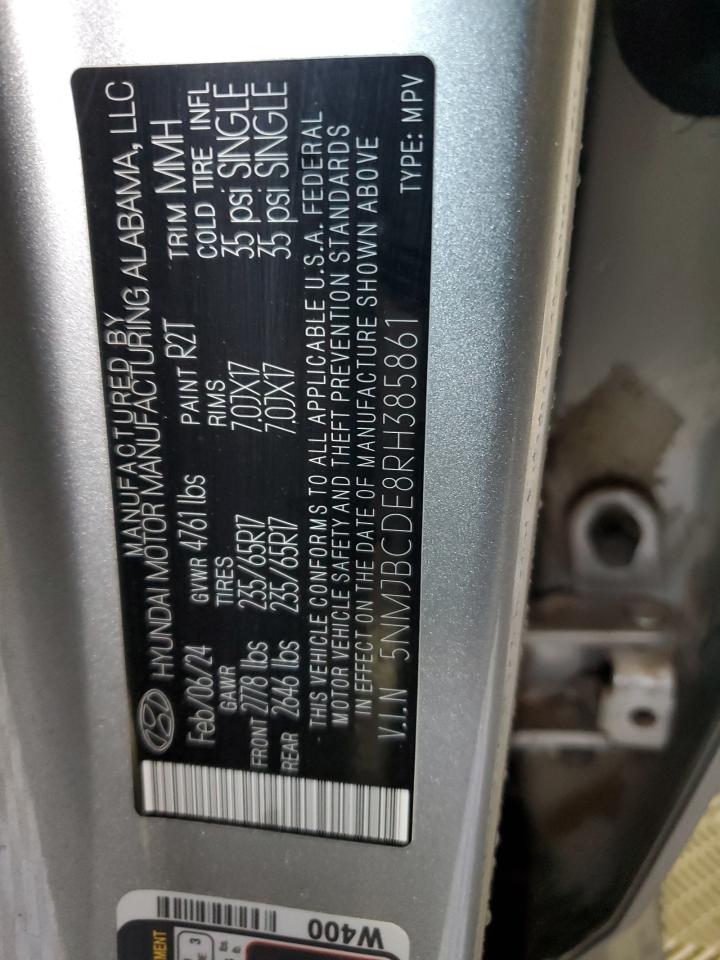 MANUFACTURED BY
HYUNDAI MOTOR MANUFACTURING ALABAMA, LLC
Feb/06/24 GVWR 4761 lbs PAINT R2T TRIM MMH
GAWR TIRES RIMS COLD TIRE INFL
FRONT 2778 lbs 235/65R17 7.0JX17 35 psi SINGLE
REAR 2646 lbs 235/65R17 7.0JX17 35 psi SINGLE
THIS VEHICLE CONFORMS TO ALL APPLICABLE U.S.A. FEDERAL
MOTOR VEHICLE SAFETY AND THEFT PREVENTION STANDARDS
IN EFFECT ON THE DATE OF MANUFACTURE SHOWN ABOVE
V.I.N 5NMJBCDE8RH385861 TYPE: MPV
W400
3